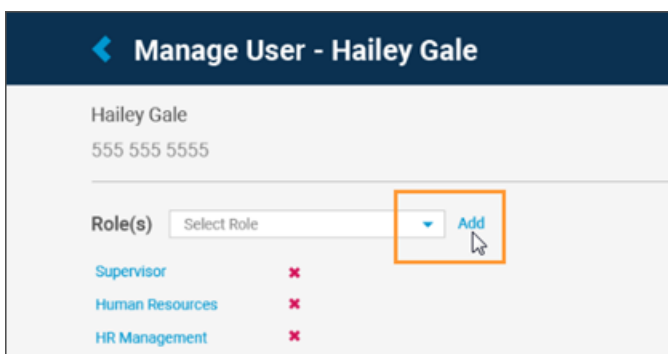 Manage User - Hailey Gale
Hailey Gale
555 555 5555
Role(s) Select Role Add
Supervisor
Human Resources
HR Management